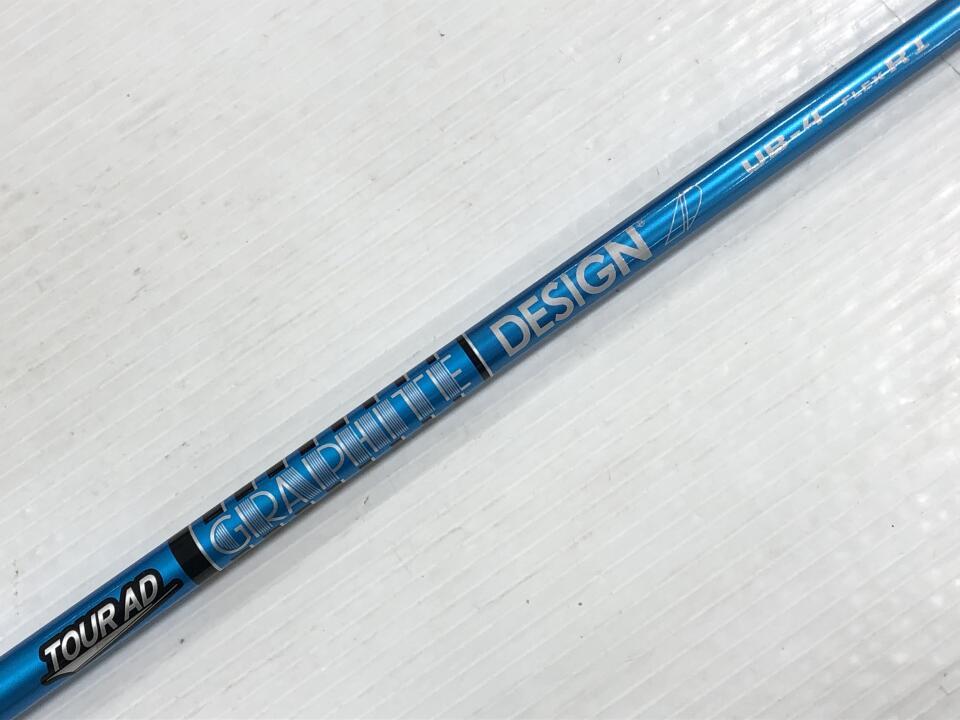 TOUR AD
GRAPHITE DESIGN
UB-4 FLEX R1